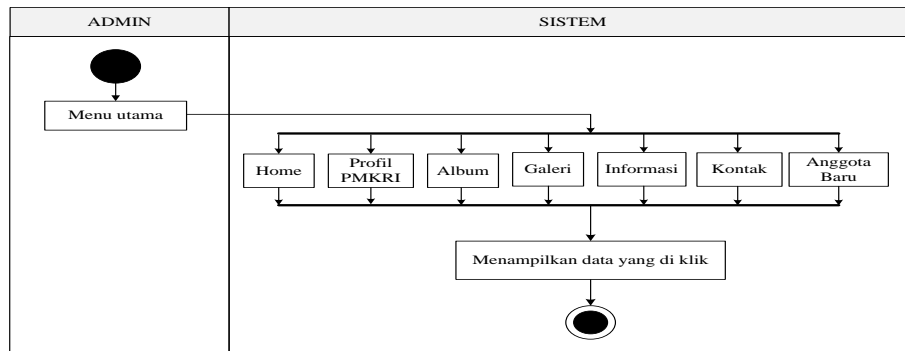 ADMIN
SISTEM
Menu utama
Home
Profil
PMKRI
Album
Galeri
Informasi
Kontak
Anggota
Baru
Menampilkan data yang di klik